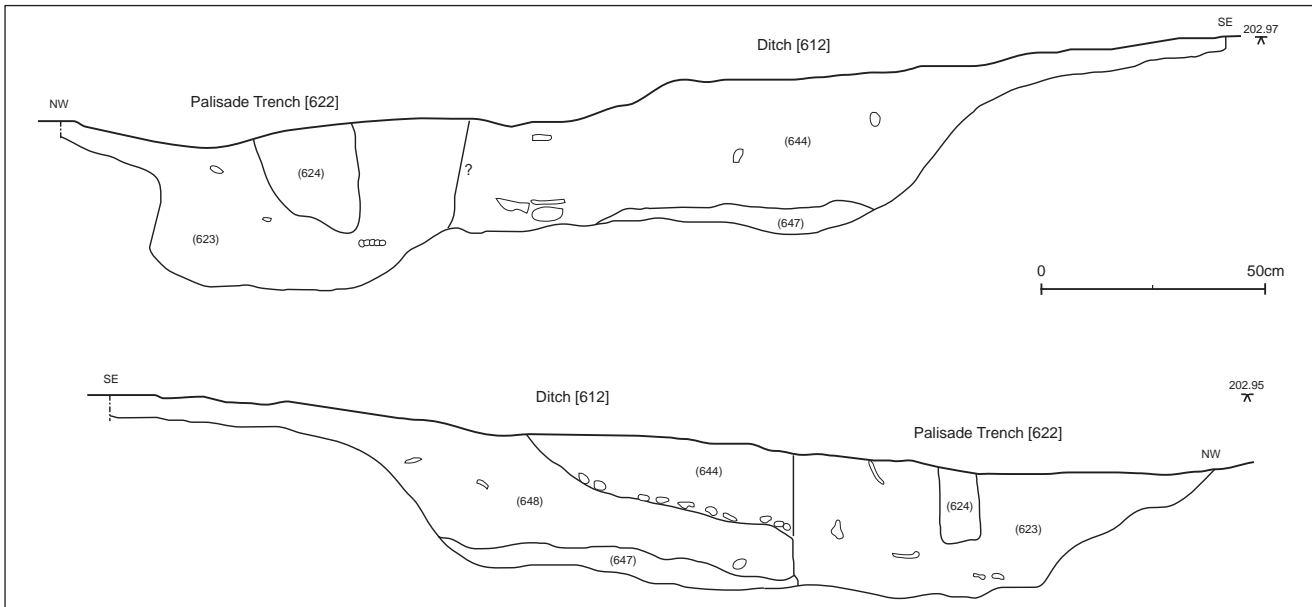 SE
202.97
Ditch [612]
NW
Palisade Trench [622]
(644)
?
(624)
(647)
(623)
0 50cm
SE
202.95
Ditch [612]
Palisade Trench [622]
NW
(644)
(648)
(624)
(623)
(647)